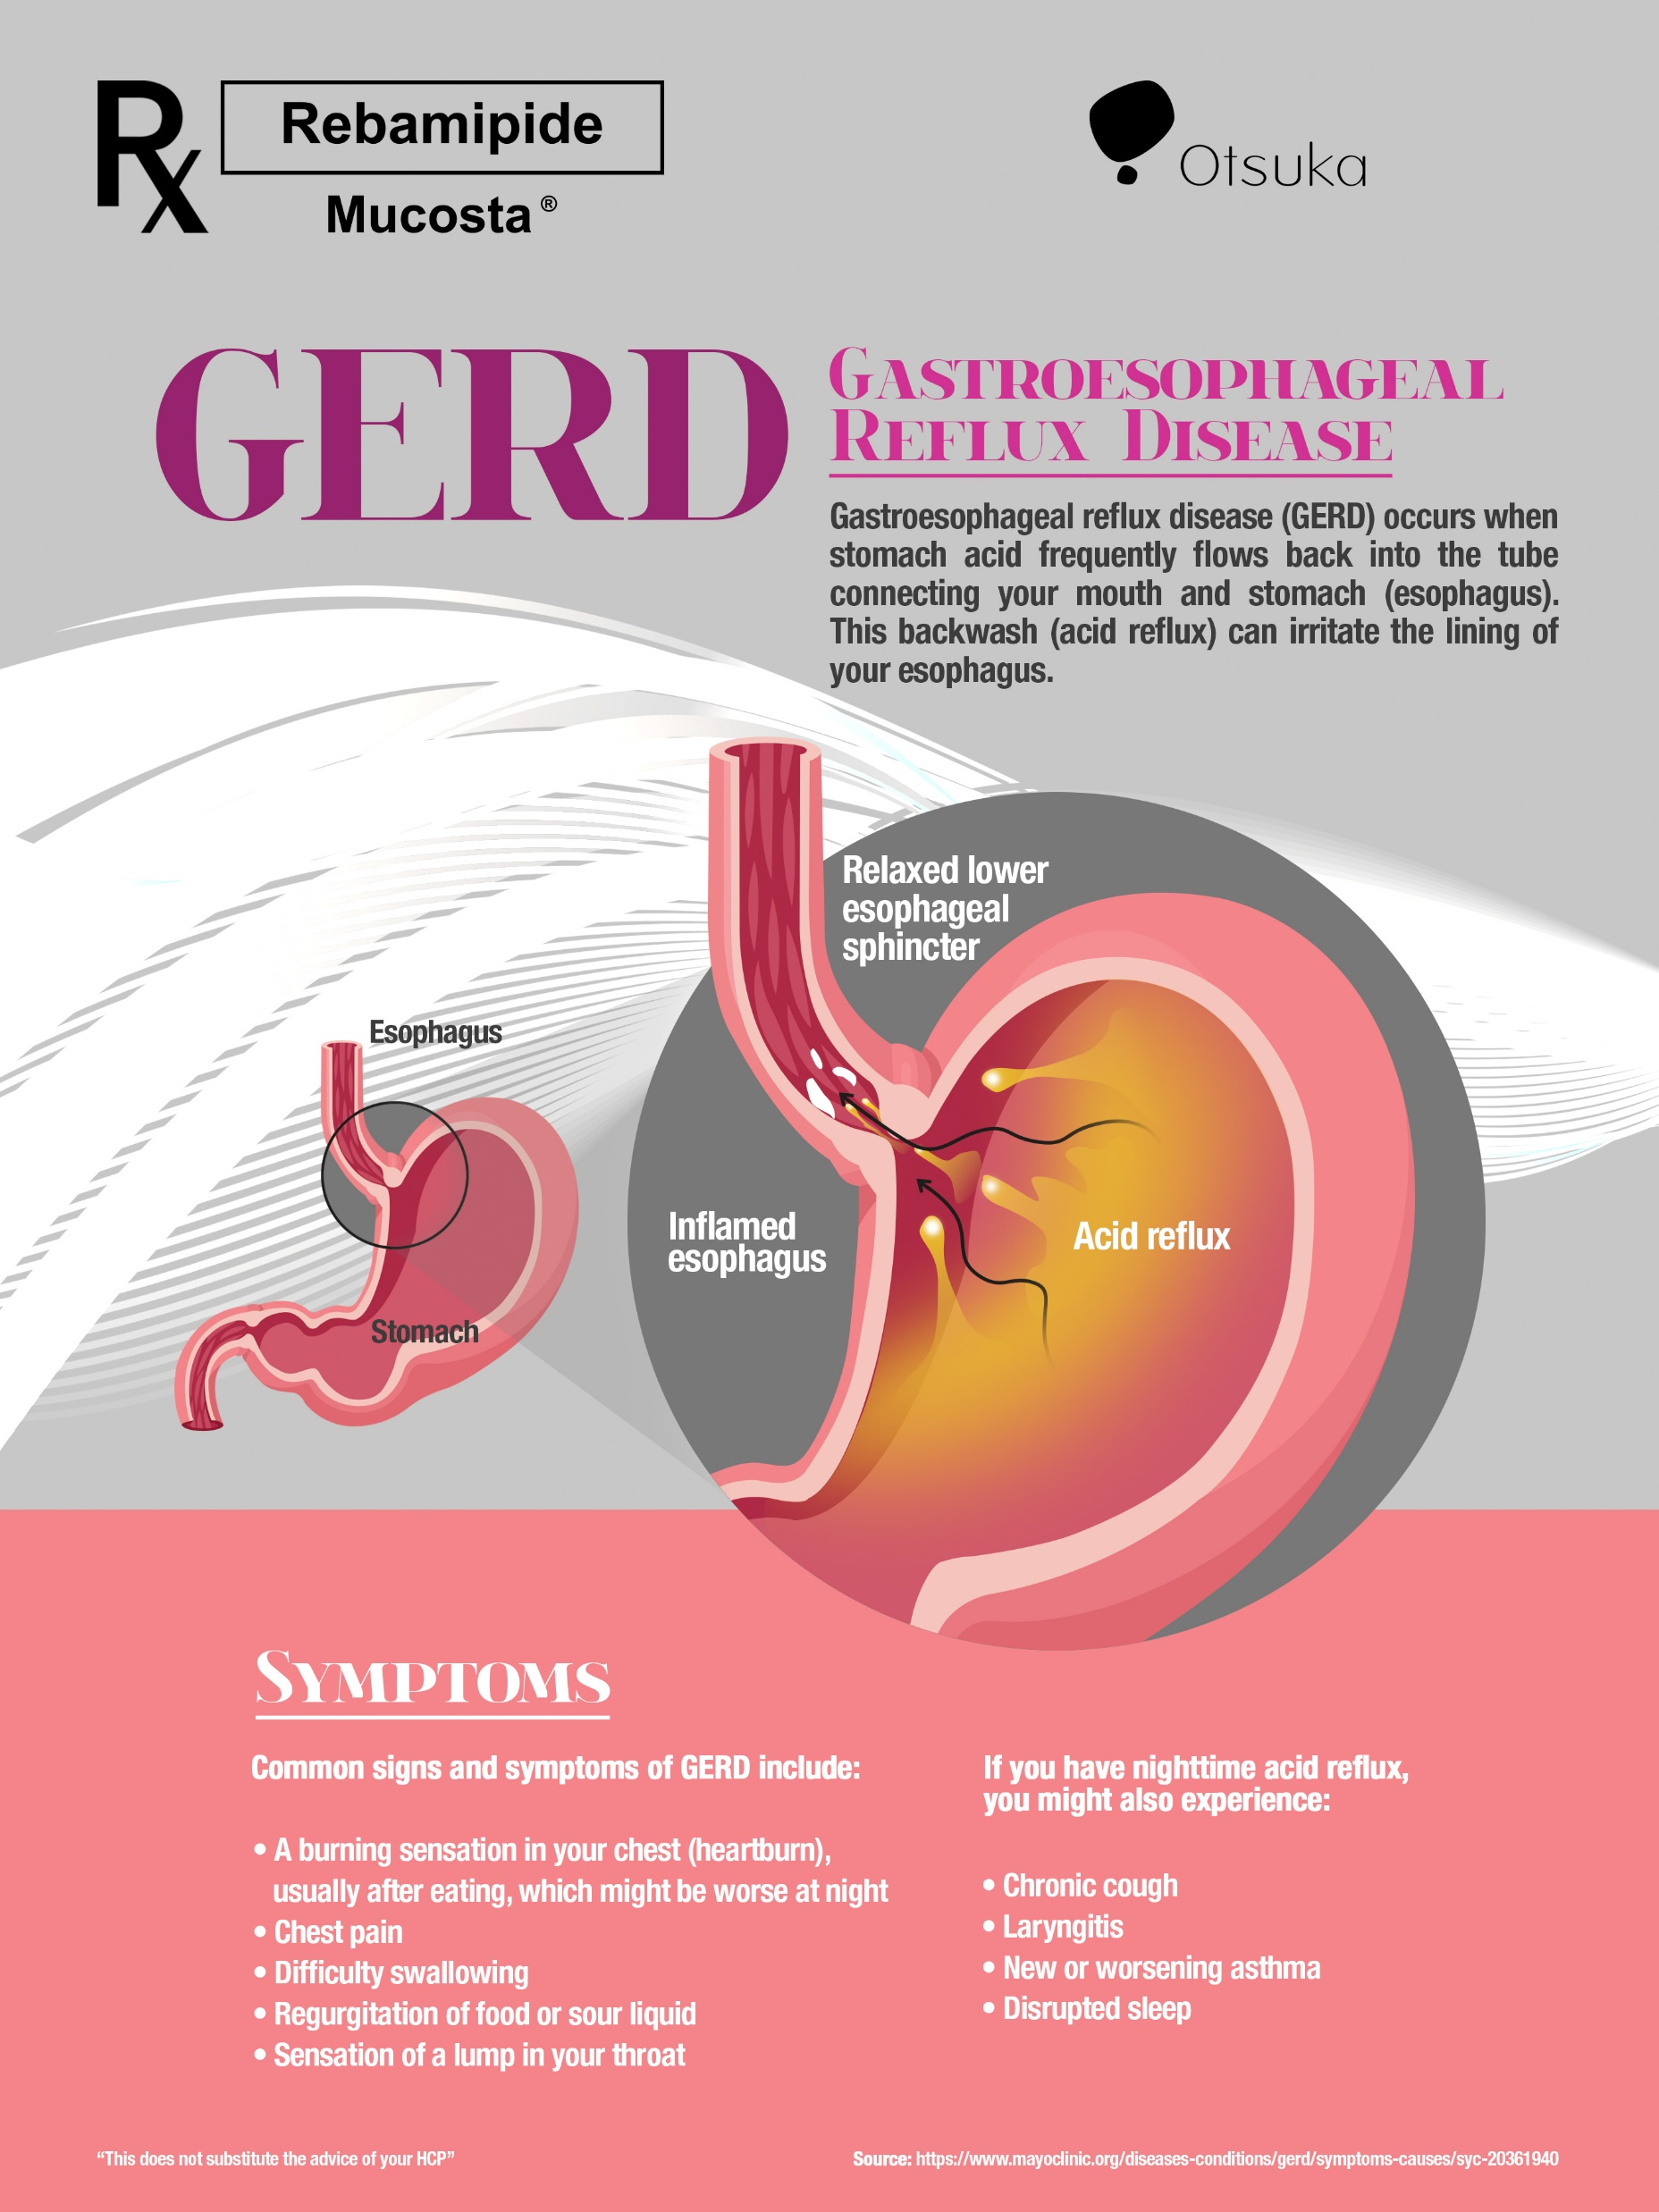 Rx
Rebamipide
Mucosta®
Otsuka
GERD
GASTROESOPHAGEAL
REFLUX DISEASE
Gastroesophageal reflux disease (GERD) occurs when
stomach acid frequently flows back into the tube
connecting your mouth and stomach (esophagus).
This backwash (acid reflux) can irritate the lining of
your esophagus.
Relaxed lower
esophageal
sphincter
Esophagus
Inflamed
esophagus
Acid reflux
Stomach
SYMPTOMS
Common signs and symptoms of GERD include:
• A burning sensation in your chest (heartburn),
usually after eating, which might be worse at night
• Chest pain
• Difficulty swallowing
• Regurgitation of food or sour liquid
• Sensation of a lump in your throat
If you have nighttime acid reflux,
you might also experience:
• Chronic cough
• Laryngitis
• New or worsening asthma
• Disrupted sleep
“This does not substitute the advice of your HCP”
Source: https://www.mayoclinic.org/diseases-conditions/gerd/symptoms-causes/syc-20361940